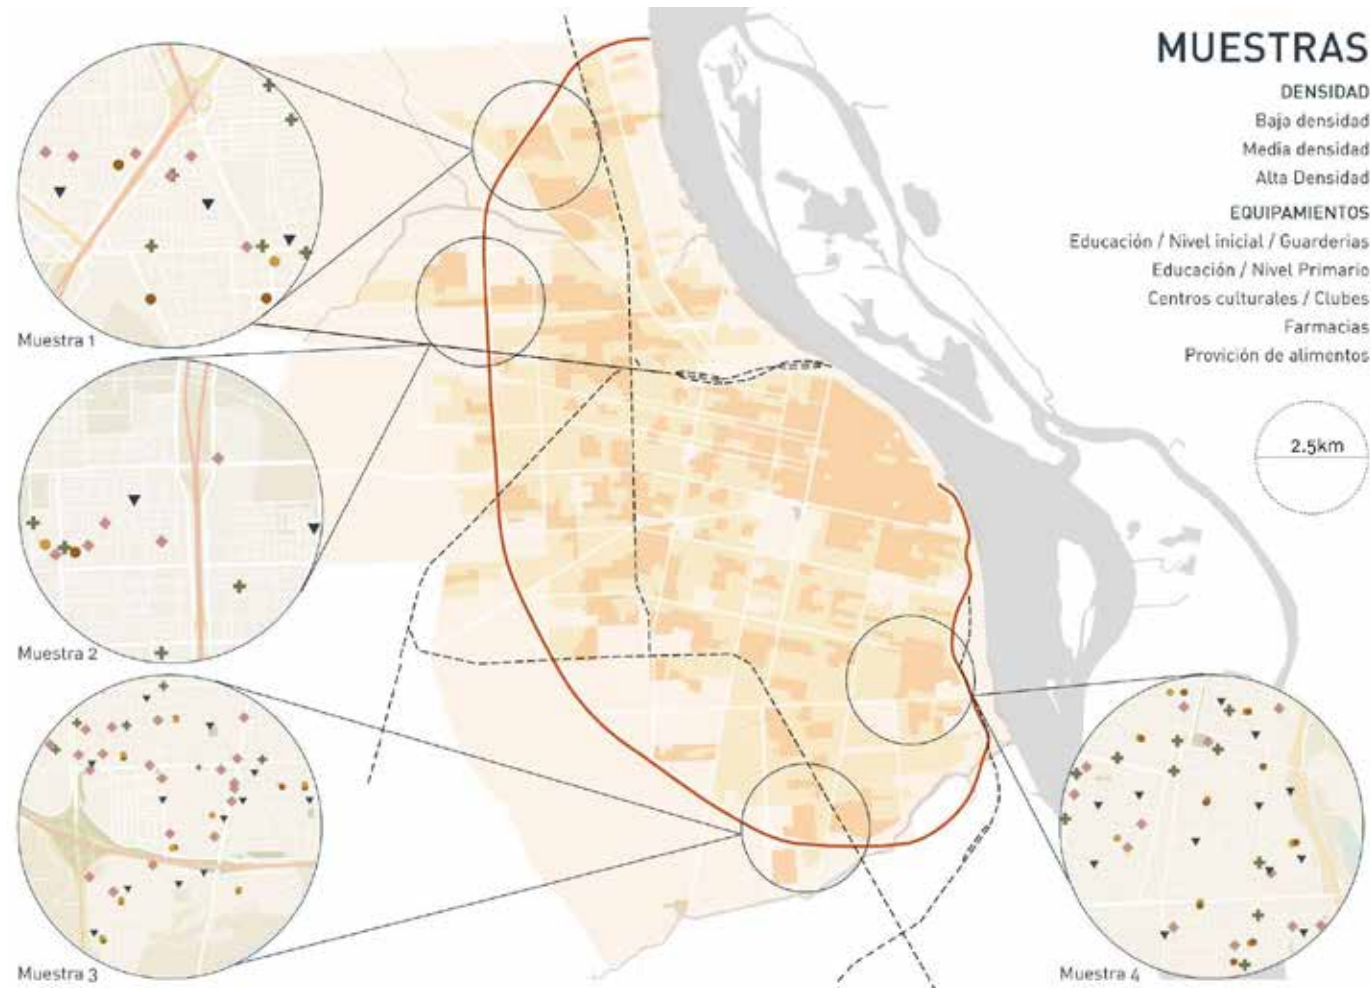 MUESTRAS
DENSIDAD
Baja densidad
Media densidad
Alta Densidad
EQUIPAMIENTOS
Educación / Nivel inicial / Guarderias
Educación / Nivel Primario
Centros culturales / Clubes
Farmacias
Provición de alimentos
2.5km
Muestra 1
Muestra 2
Muestra 3
Muestra 4